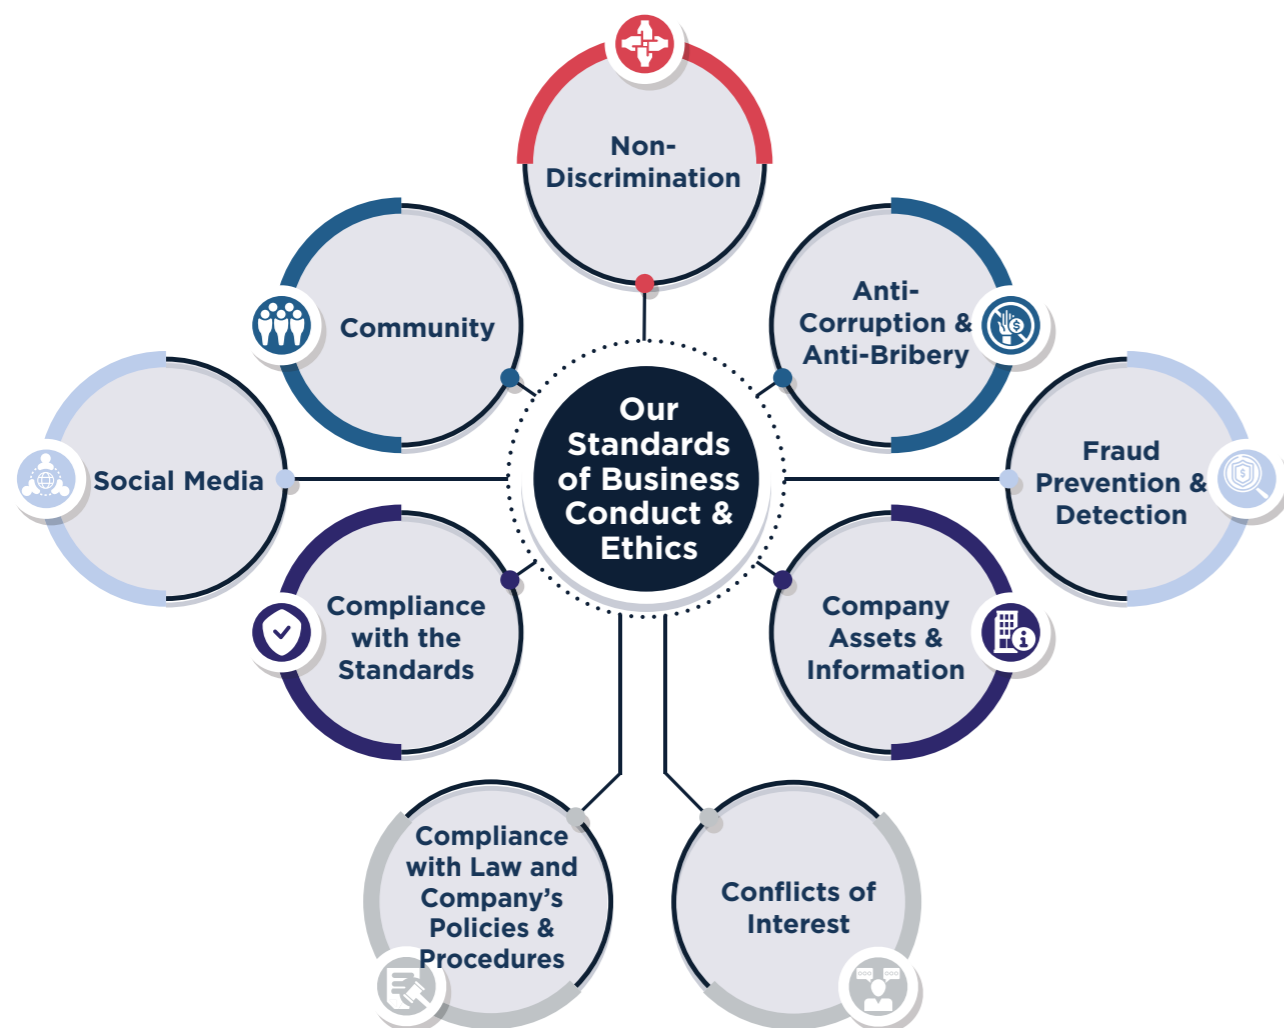 Non-
Discrimination
Community
Anti-
Corruption &
Anti-Bribery
Social Media
Our
Standards
of Business
Conduct &
Ethics
Fraud
Prevention &
Detection
Compliance
with the
Standards
Company
Assets &
Information
Compliance
with Law and
Company’s
Policies &
Procedures
Conflicts of
Interest